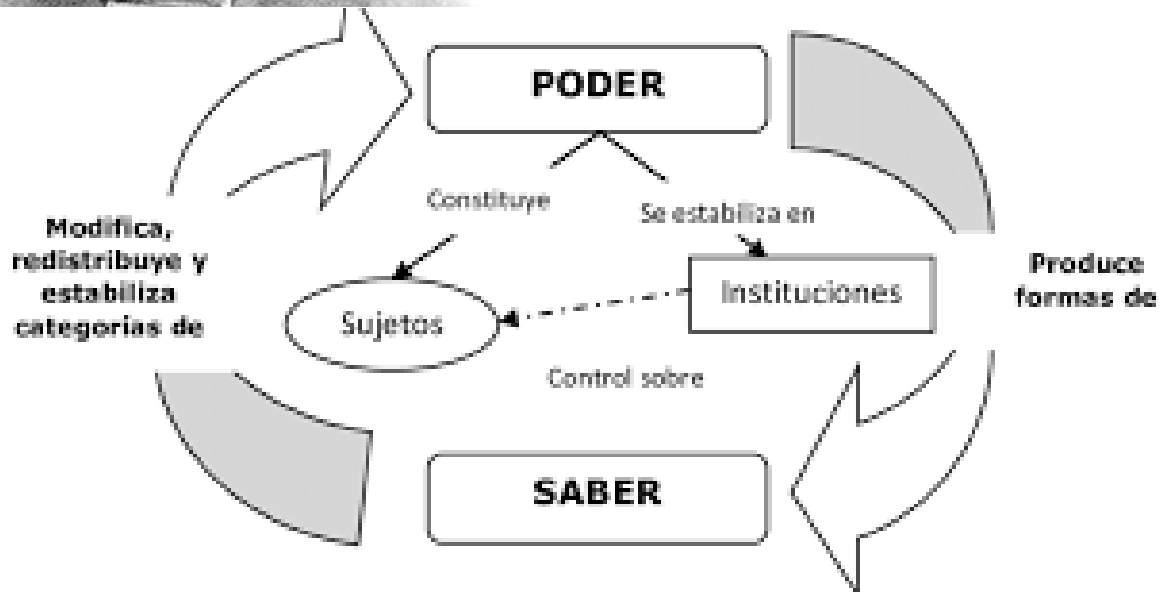 PODER
Constituye
Se estabiliza en
Modifica,
redistribuye y
estabiliza
categorías de
Produce
formas de
Instituciones
Sujetos
Control sobre
SABER